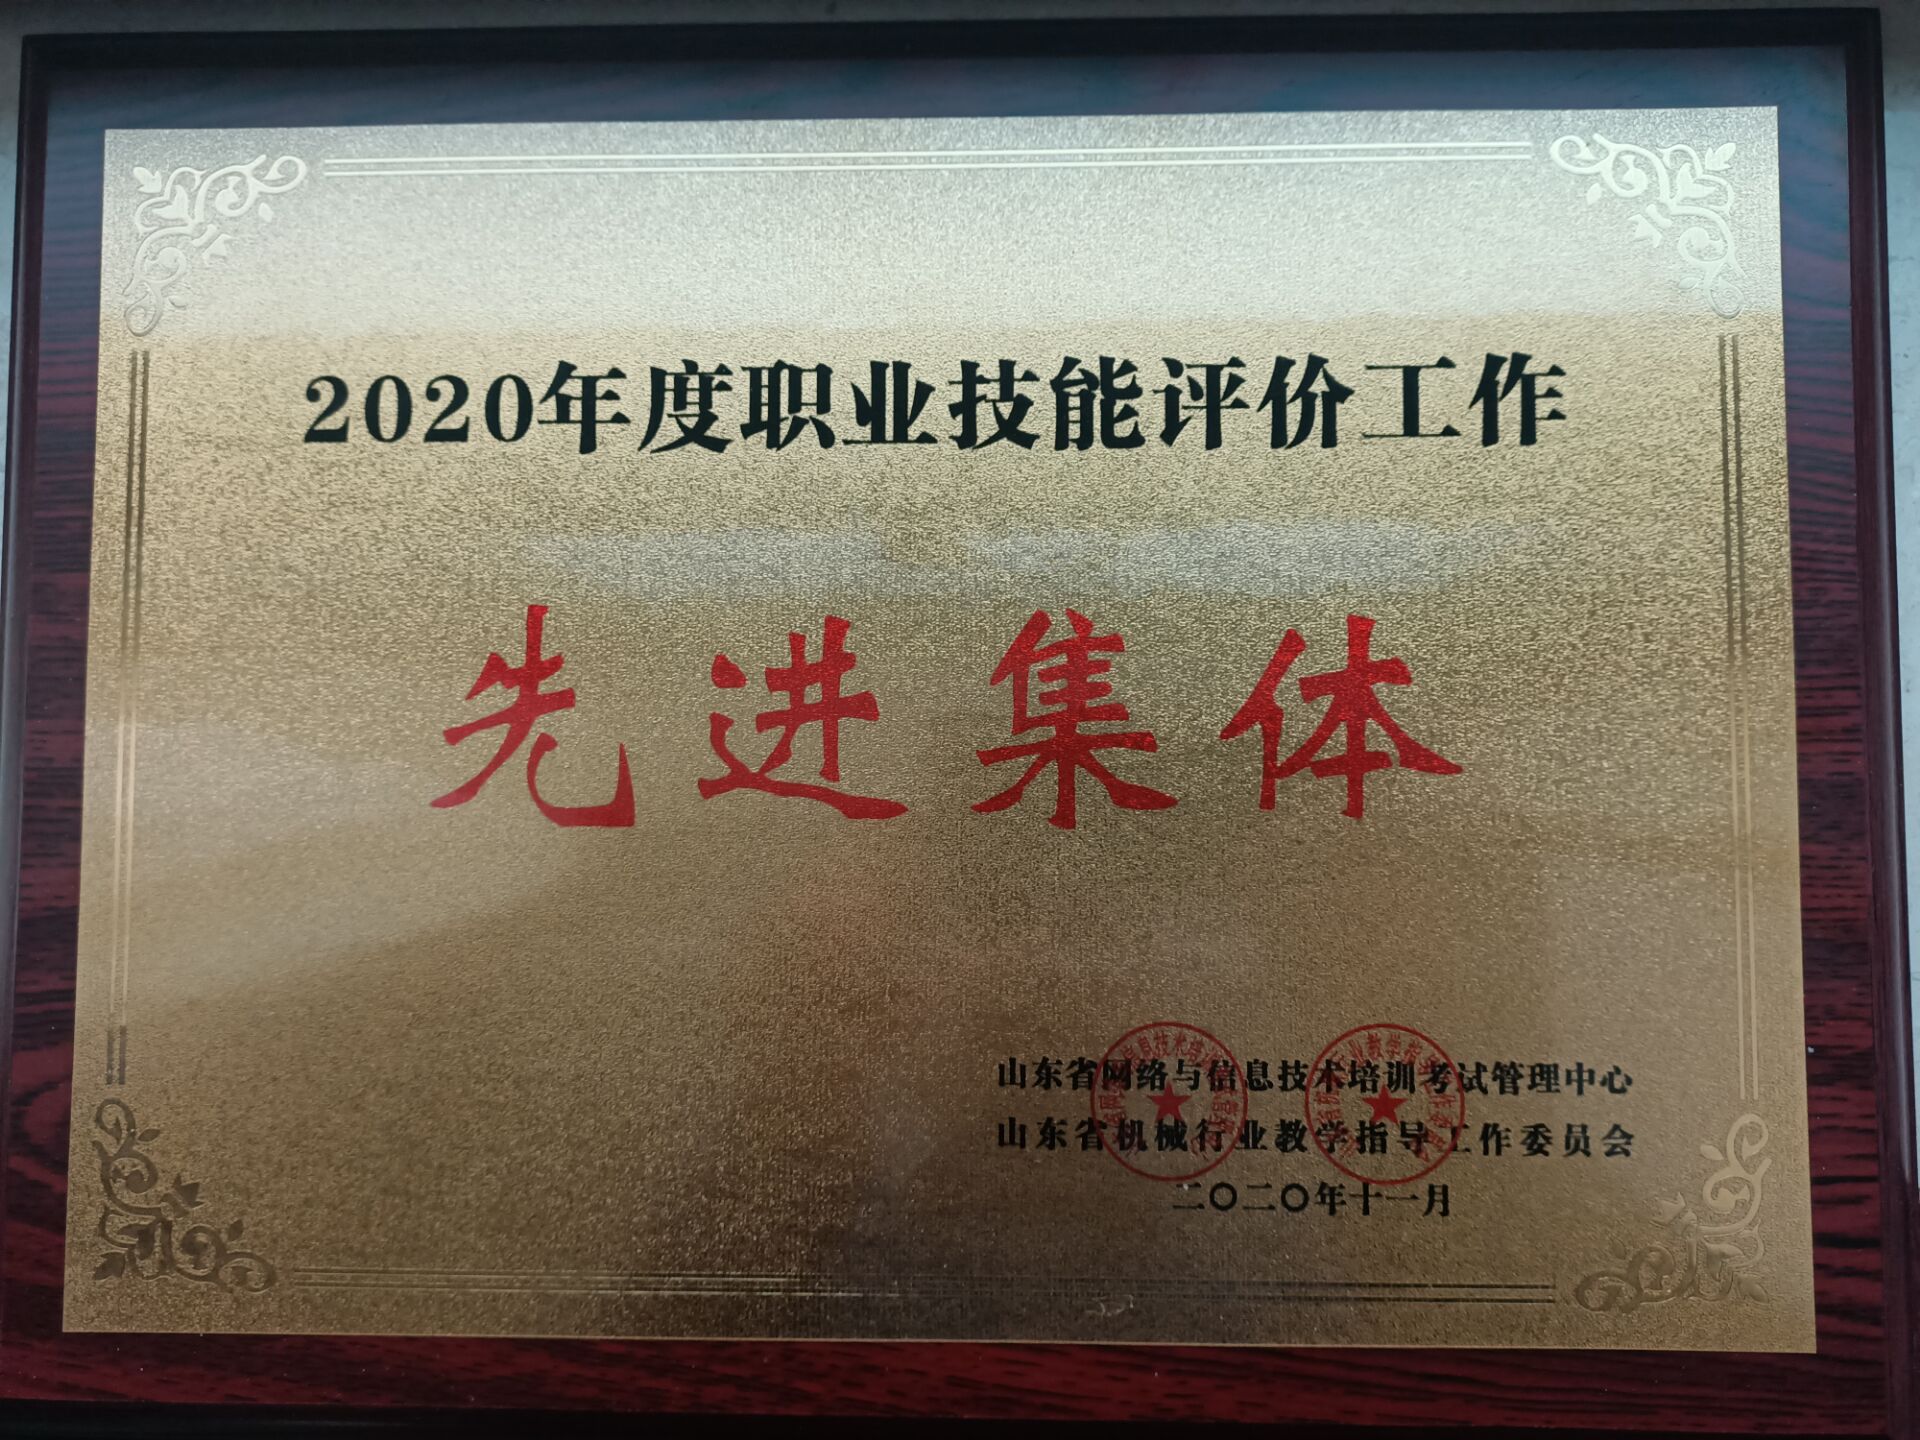 2020年度职业技能评价工作
先进集体
山东省网络与信息技术培训考试管理中心
山东省机械行业教学指导工作委员会
二〇二〇年十一月